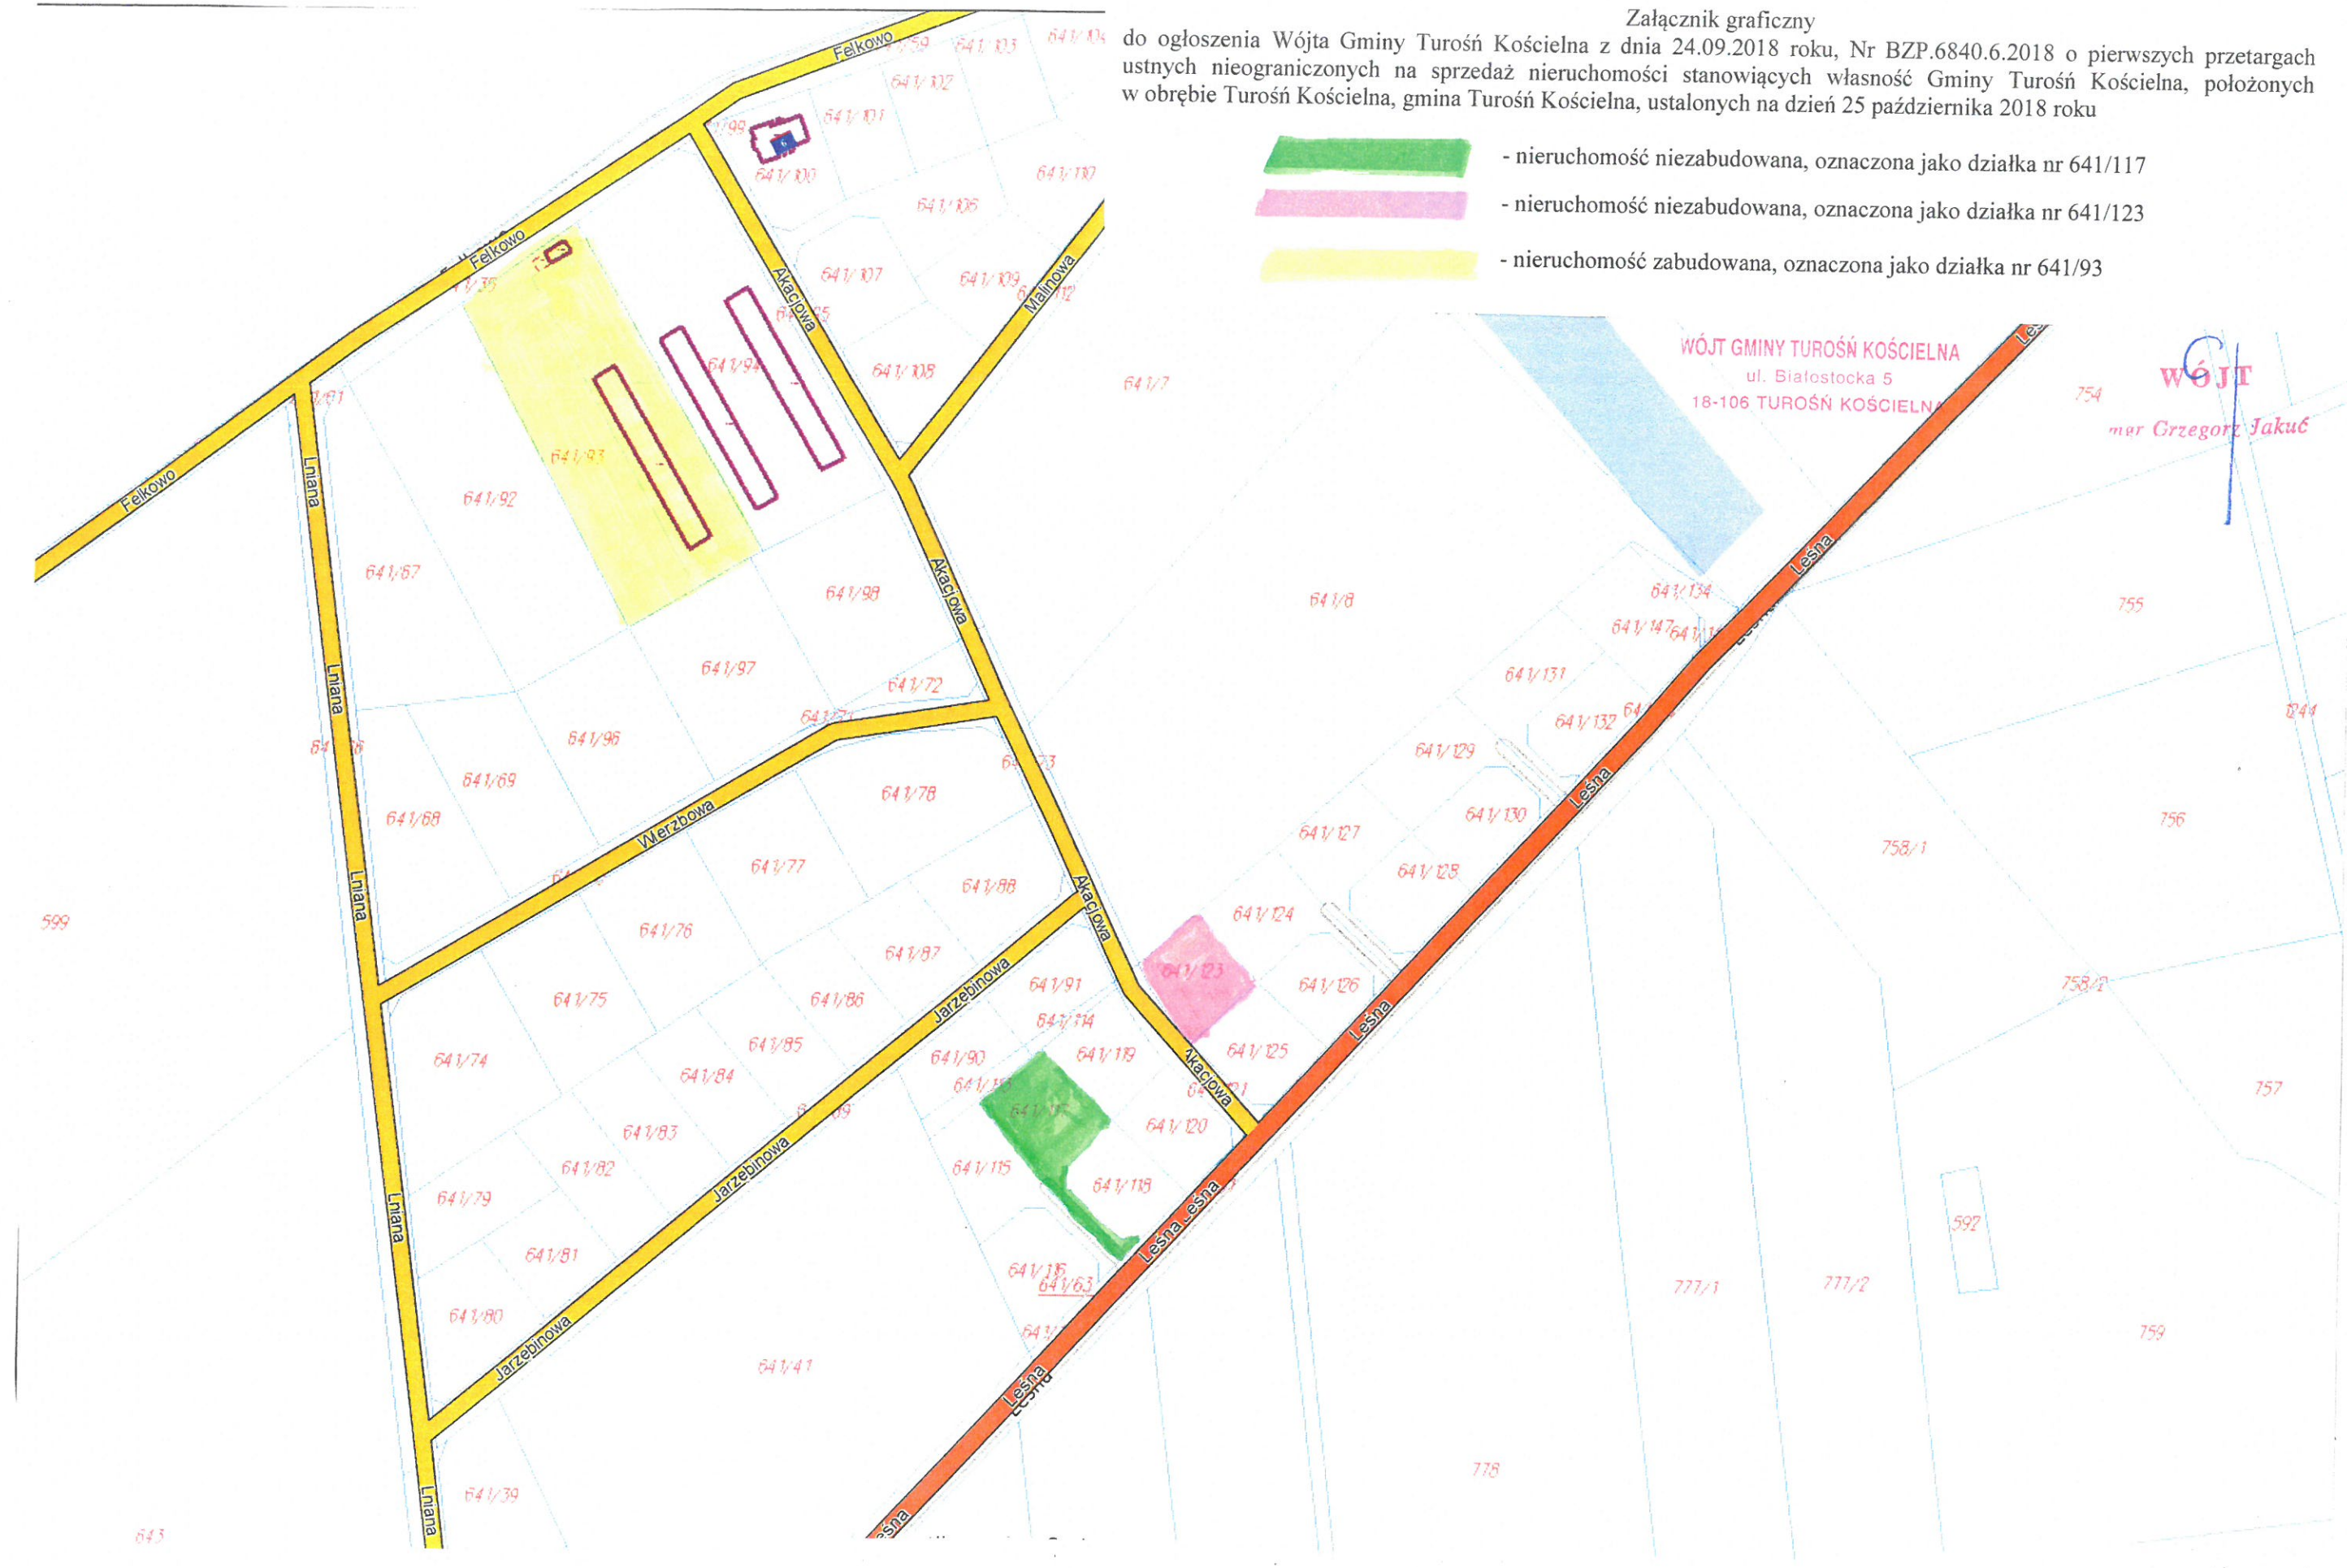 Załącznik graficzny
do ogłoszenia Wójta Gminy Turośń Kościelna z dnia 24.09.2018 roku, Nr BZP.6840.6.2018 o pierwszych przetargach
ustnych nieograniczonych na sprzedaż nieruchomości stanowiących własność Gminy Turośń Kościelna, położonych
w obrębie Turośń Kościelna, gmina Turośń Kościelna, ustalonych na dzień 25 października 2018 roku
- nieruchomość niezabudowana, oznaczona jako działka nr 641/117
- nieruchomość niezabudowana, oznaczona jako działka nr 641/123
- nieruchomość zabudowana, oznaczona jako działka nr 641/93
WÓJT GMINY TUROŚŃ KOŚCIELNA
ul. Białostocka 5
18-106 TUROŚŃ KOŚCIELNA
WÓJT
mgr Grzegorz Jakuć
Felkowo
641/103
641/102
641/101
641/100
6
641/110
641/106
Felkowo
Akacjowa
641/107
641/109
Malinowa
641/94
641/108
641/7
754
Felkowo
Lniana
641/93
641/92
641/67
641/98
Akacjowa
641/8
641/134
Leśna
755
641/147
641/97
641/72
641/131
Lniana
641/96
641/132
1244
641/69
641/78
641/129
Leśna
641/68
Wierzbowa
641/130
641/127
756
758/1
641/77
641/88
641/128
Lniana
Akacjowa
599
641/76
641/87
641/124
641/123
641/75
641/86
Jarzębinowa
641/91
641/126
758/2
Leśna
641/114
641/85
641/74
641/90
641/119
641/125
641/84
Akacjowa
757
641/83
641/120
641/82
641/115
641/118
Jarzębinowa
641/79
Lniana
Leśna
Leśna
592
641/81
641/116
641/63
777/1
777/2
641/80
Jarzębinowa
759
641/41
Leśna
778
641/39
Lniana
643